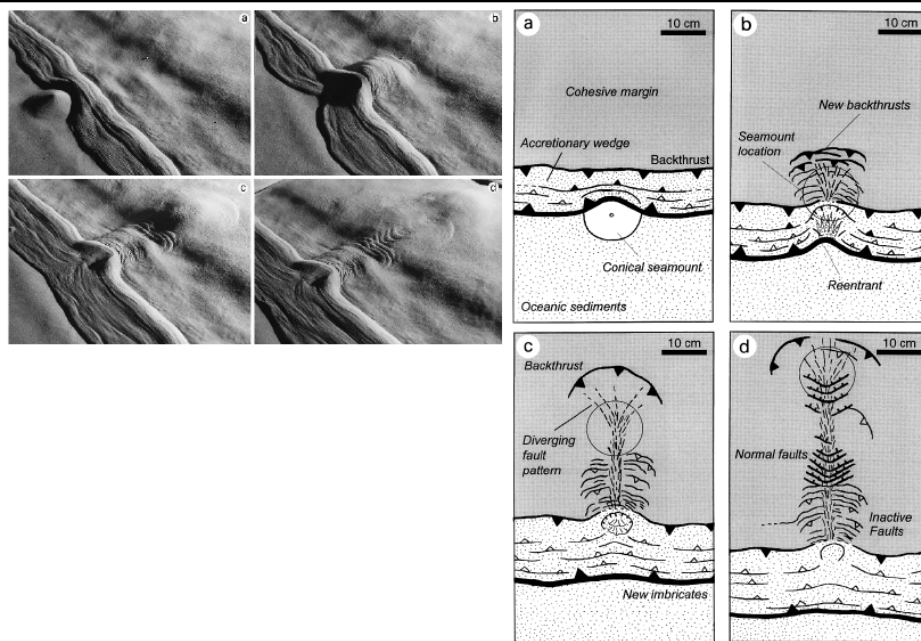 a
b
c
d
a
10 cm
Cohesive margin
Accretionary wedge
Backthrust
Conical seamount
Oceanic sediments
b
10 cm
New backthrusts
Seamount
location
Reentrant
c
10 cm
Backthrust
Diverging
fault
pattern
New imbricates
d
10 cm
Normal faults
Inactive
Faults